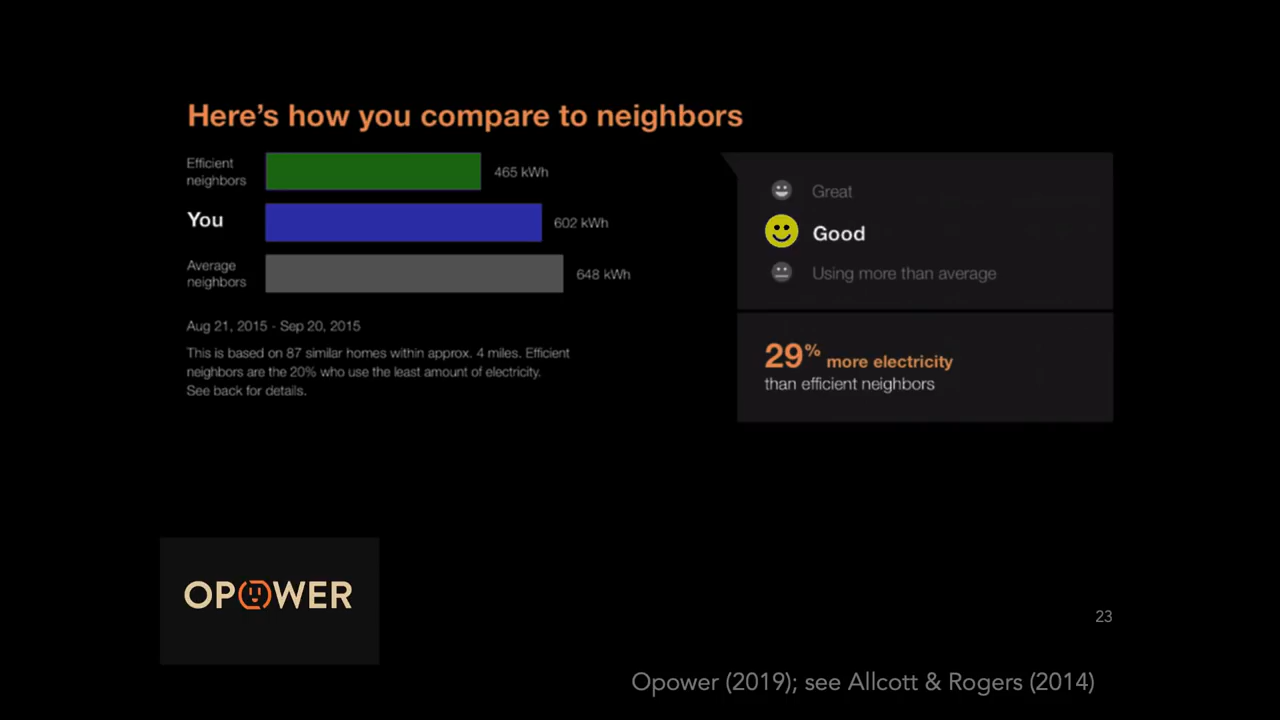 Here's how you compare to neighbors
Efficient
neighbors
465 kWh
You
602 kWh
Average
neighbors
648 kWh
Aug 21, 2015 - Sep 20, 2015
This is based on 87 similar homes within approx. 4 miles. Efficient
neighbors are the 20% who use the least amount of electricity.
See back for details.
Great
Good
Using more than average
29% more electricity
than efficient neighbors
OPOWER
23
Opower (2019); see Allcott & Rogers (2014)